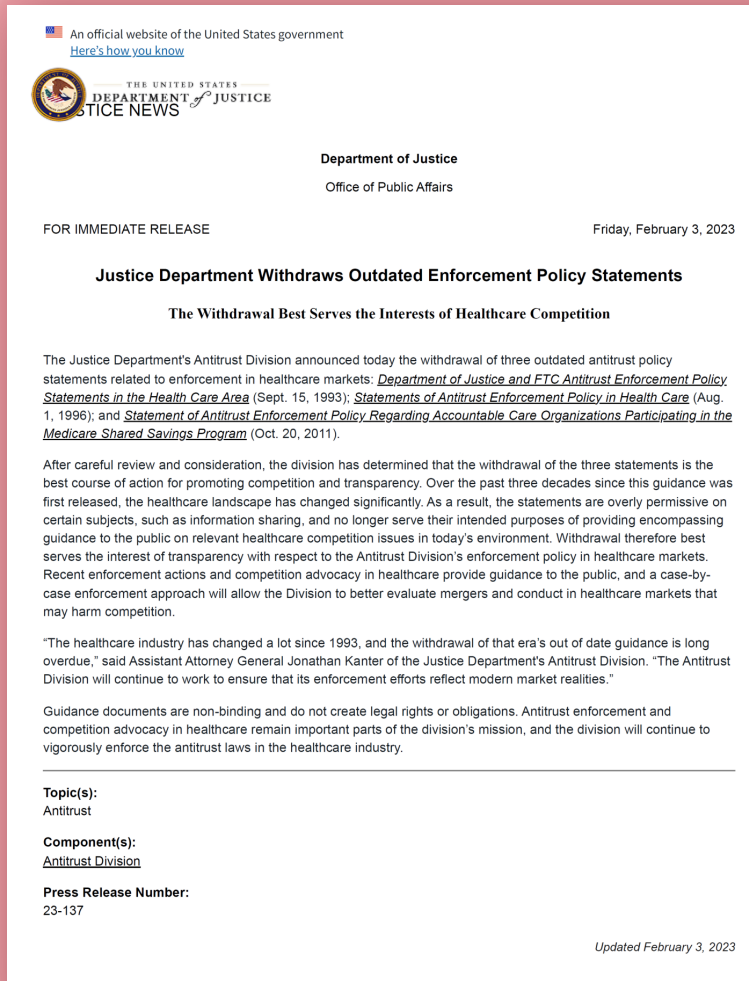 An official website of the United States government
Here's how you know
THE UNITED STATES
DEPARTMENT of JUSTICE
STICE NEWS
Department of Justice
Office of Public Affairs
FOR IMMEDIATE RELEASE Friday, February 3, 2023
Justice Department Withdraws Outdated Enforcement Policy Statements
The Withdrawal Best Serves the Interests of Healthcare Competition
The Justice Department's Antitrust Division announced today the withdrawal of three outdated antitrust policy
statements related to enforcement in healthcare markets: Department of Justice and FTC Antitrust Enforcement Policy
Statements in the Health Care Area (Sept. 15, 1993); Statements of Antitrust Enforcement Policy in Health Care (Aug.
1, 1996); and Statement of Antitrust Enforcement Policy Regarding Accountable Care Organizations Participating in the
Medicare Shared Savings Program (Oct. 20, 2011).
After careful review and consideration, the division has determined that the withdrawal of the three statements is the
best course of action for promoting competition and transparency. Over the past three decades since this guidance was
first released, the healthcare landscape has changed significantly. As a result, the statements are overly permissive on
certain subjects, such as information sharing, and no longer serve their intended purposes of providing encompassing
guidance to the public on relevant healthcare competition issues in today's environment. Withdrawal therefore best
serves the interest of transparency with respect to the Antitrust Division's enforcement policy in healthcare markets.
Recent enforcement actions and competition advocacy in healthcare provide guidance to the public, and a case-by-
case enforcement approach will allow the Division to better evaluate mergers and conduct in healthcare markets that
may harm competition.
“The healthcare industry has changed a lot since 1993, and the withdrawal of that era's out of date guidance is long
overdue,” said Assistant Attorney General Jonathan Kanter of the Justice Department's Antitrust Division. “The Antitrust
Division will continue to work to ensure that its enforcement efforts reflect modern market realities.”
Guidance documents are non-binding and do not create legal rights or obligations. Antitrust enforcement and
competition advocacy in healthcare remain important parts of the division's mission, and the division will continue to
vigorously enforce the antitrust laws in the healthcare industry.
Topic(s):
Antitrust
Component(s):
Antitrust Division
Press Release Number:
23-137
Updated February 3, 2023